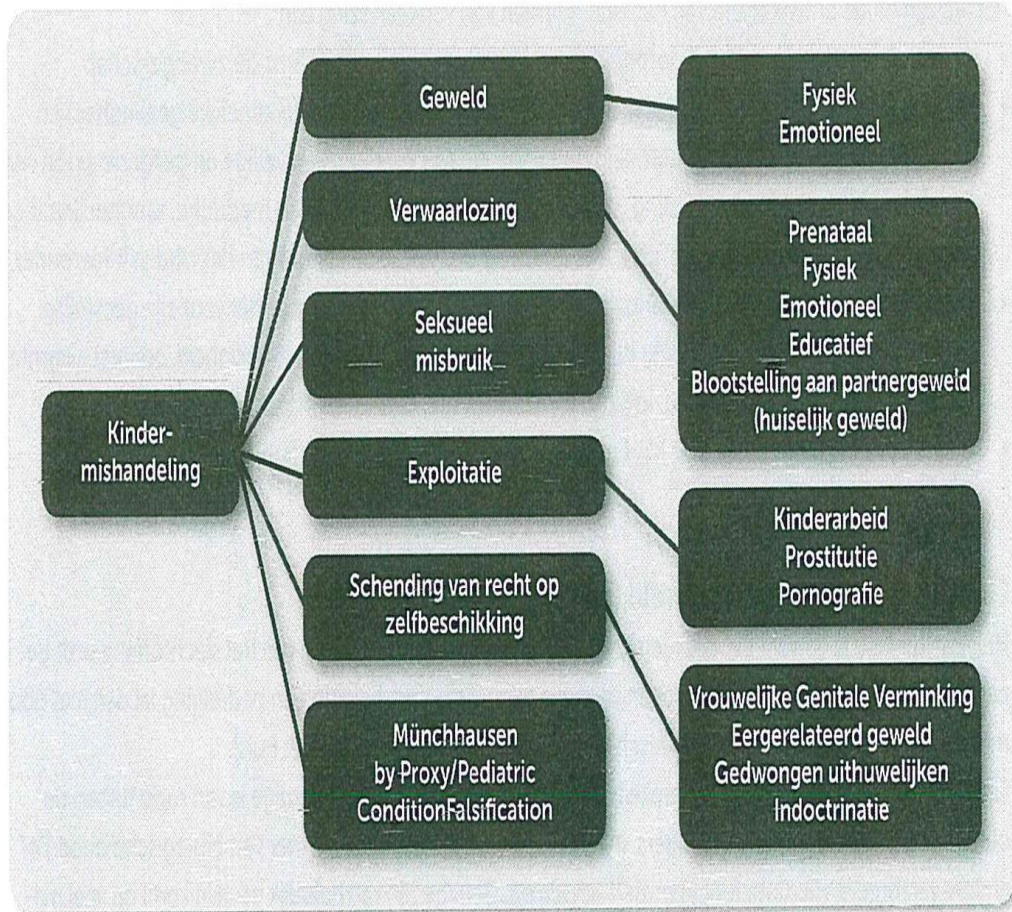 Kinder-
mishandeling
Geweld
Fysiek
Emotioneel
Verwaarlozing
Prenataal
Fysiek
Emotioneel
Educatief
Blootstelling aan partnergeweld
(huiselijk geweld)
Seksueel
misbruik
Exploitatie
Kinderarbeid
Prostitutie
Pornografie
Schending van recht op
zelfbeschikking
Vrouwelijke Genitale Verminking
Eergerelateerd geweld
Gedwongen uithuwelijken
Indoctrinatie
Münchhausen
by Proxy/Pediatric
ConditionFalsification